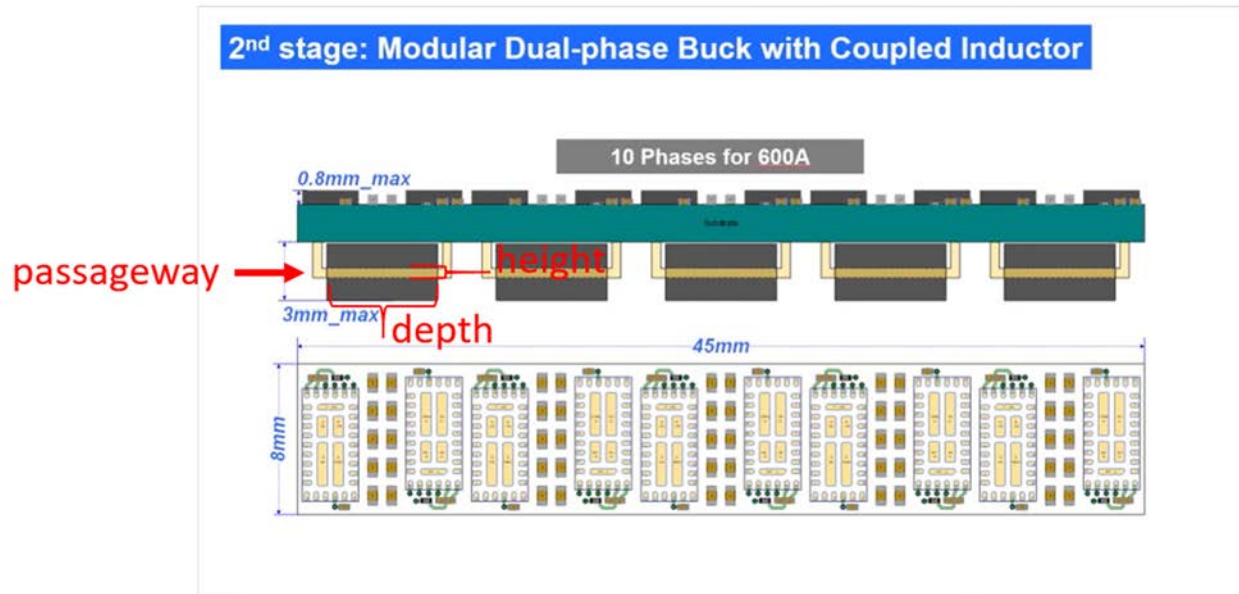 2nd stage: Modular Dual-phase Buck with Coupled Inductor
10 Phases for 600A
0.8mm_max
Substrate
passageway
height
3mm_max
depth
45mm
8mm